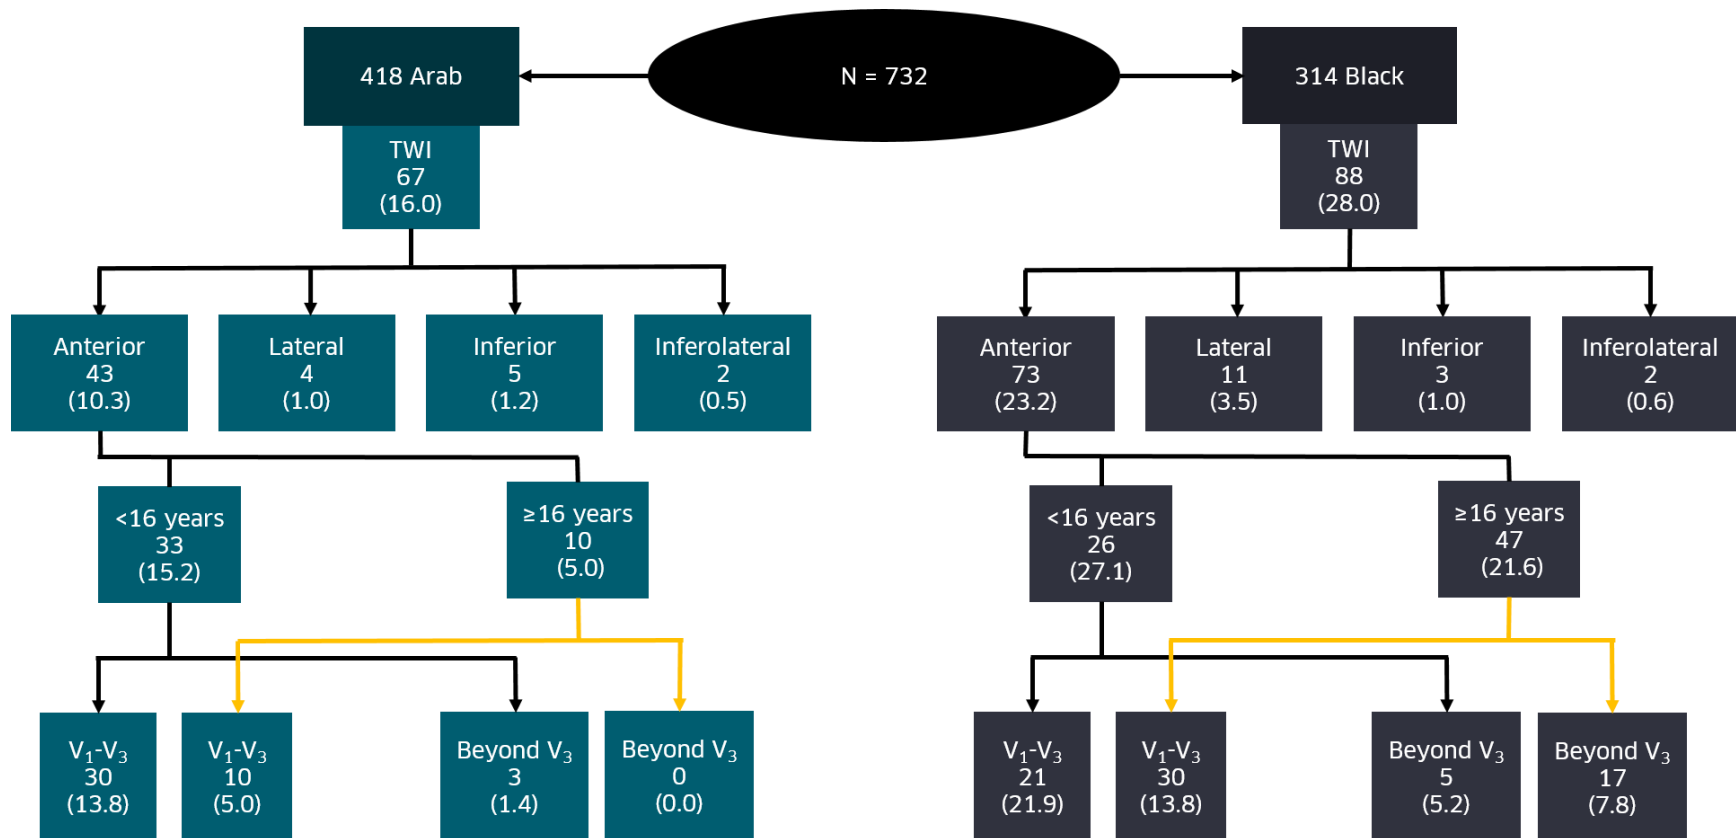 418 Arab
N = 732
314 Black
TWI
67
(16.0)
TWI
88
(28.0)
Anterior
43
(10.3)
Lateral
4
(1.0)
Inferior
5
(1.2)
Inferolateral
2
(0.5)
Anterior
73
(23.2)
Lateral
11
(3.5)
Inferior
3
(1.0)
Inferolateral
2
(0.6)
<16 years
33
(15.2)
≥16 years
10
(5.0)
<16 years
26
(27.1)
≥16 years
47
(21.6)
V₁-V₃
30
(13.8)
V₁-V₃
10
(5.0)
Beyond V₃
3
(1.4)
Beyond V₃
0
(0.0)
V₁-V₃
21
(21.9)
V₁-V₃
30
(13.8)
Beyond V₃
5
(5.2)
Beyond V₃
17
(7.8)